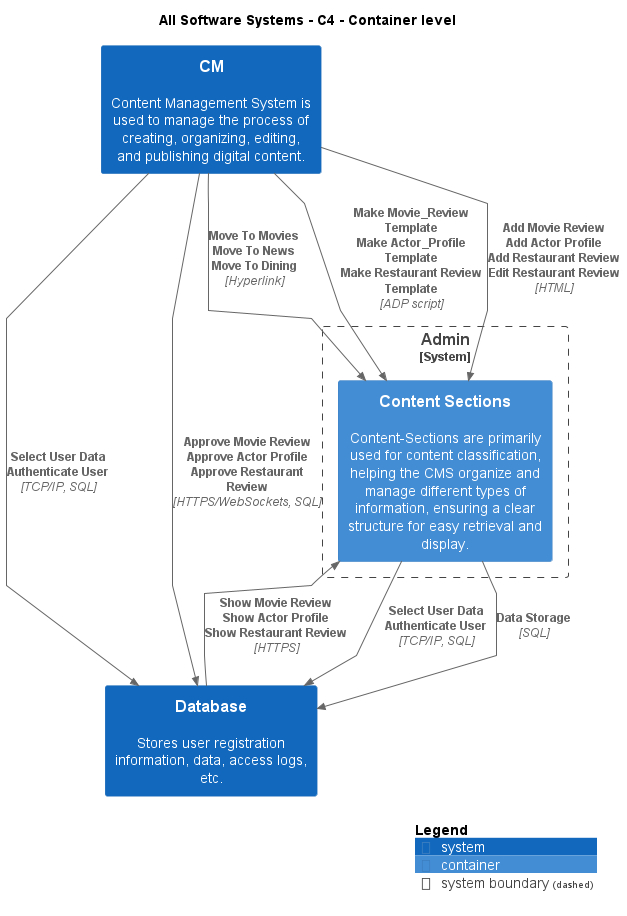 All Software Systems - C4 - Container level
CM
Content Management System is
used to manage the process of
creating, organizing, editing,
and publishing digital content.
Move To Movies
Move To News
Move To Dining
[Hyperlink]
Make Movie_Review
Template
Make Actor_Profile
Template
Make Restaurant Review
Template
[ADP script]
Add Movie Review
Add Actor Profile
Add Restaurant Review
Edit Restaurant Review
[HTML]
Admin
[System]
Content Sections
Content-Sections are primarily
used for content classification,
helping the CMS organize and
manage different types of
information, ensuring a clear
structure for easy retrieval and
display.
Select User Data
Authenticate User
[TCP/IP, SQL]
Approve Movie Review
Approve Actor Profile
Approve Restaurant
Review
[HTTPS/WebSockets, SQL]
Show Movie Review
Show Actor Profile
Show Restaurant Review
[HTTPS]
Select User Data
Authenticate User
[TCP/IP, SQL]
Data Storage
[SQL]
Database
Stores user registration
information, data, access logs,
etc.
Legend
system
container
system boundary (dashed)